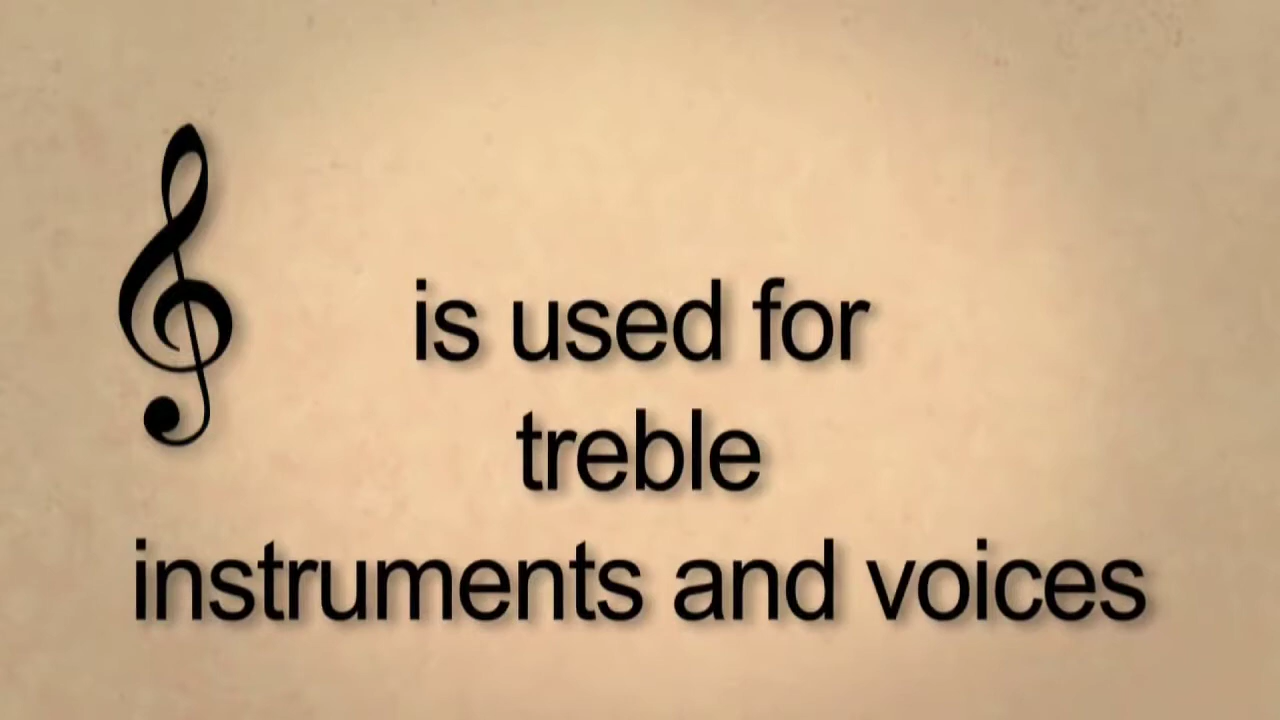 is used for
treble
instruments and voices